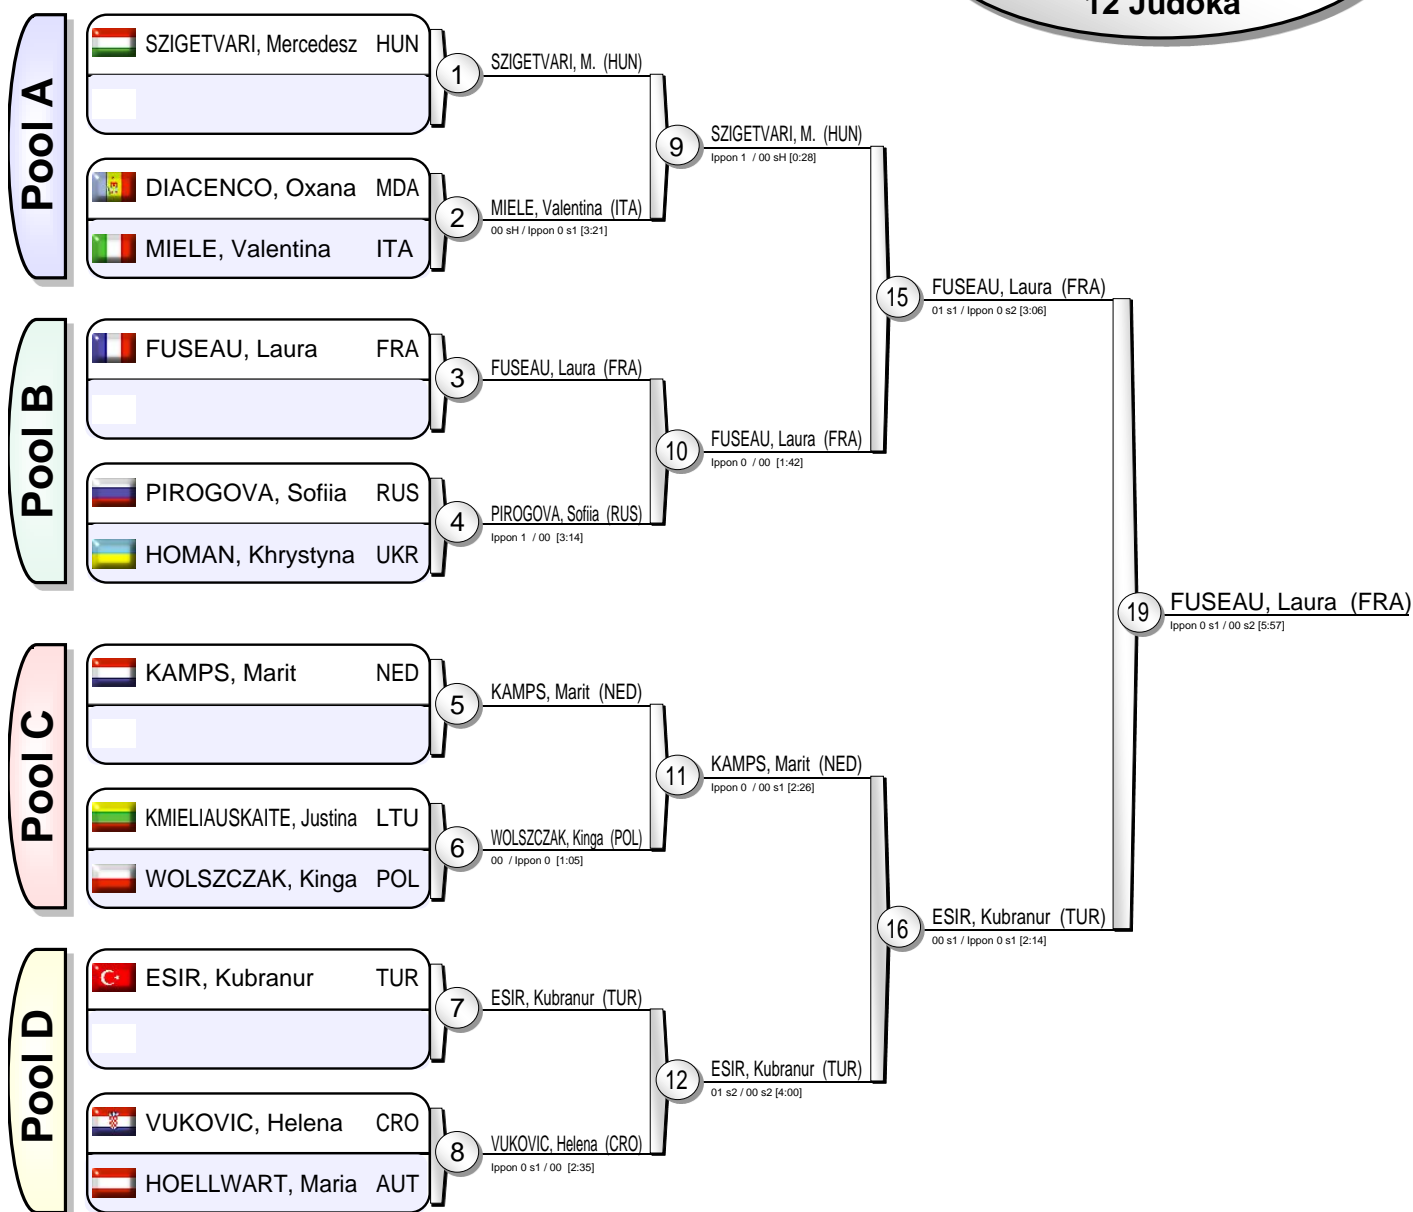 12 Judoka
Pool A
SZIGETVARI, Mercedesz HUN
DIACENCO, Oxana MDA
MIELE, Valentina ITA
1
SZIGETVARI, M. (HUN)
2
MIELE, Valentina (ITA)
00 sH / Ippon 0 s1 [3:21]
9
SZIGETVARI, M. (HUN)
Ippon 1 / 00 sH [0:28]
Pool B
FUSEAU, Laura FRA
PIROGOVA, Sofiia RUS
HOMAN, Khrystyna UKR
3
FUSEAU, Laura (FRA)
4
PIROGOVA, Sofiia (RUS)
Ippon 1 / 00 [3:14]
10
FUSEAU, Laura (FRA)
Ippon 0 / 00 [1:42]
15
FUSEAU, Laura (FRA)
01 s1 / Ippon 0 s2 [3:06]
Pool C
KAMPS, Marit NED
KMIELIAUSKAITE, Justina LTU
WOLSZCZAK, Kinga POL
5
KAMPS, Marit (NED)
6
WOLSZCZAK, Kinga (POL)
00 / Ippon 0 [1:05]
11
KAMPS, Marit (NED)
Ippon 0 / 00 s1 [2:26]
Pool D
ESIR, Kubranur TUR
VUKOVIC, Helena CRO
HOELLWART, Maria AUT
7
ESIR, Kubranur (TUR)
8
VUKOVIC, Helena (CRO)
Ippon 0 s1 / 00 [2:35]
12
ESIR, Kubranur (TUR)
01 s2 / 00 s2 [4:00]
16
ESIR, Kubranur (TUR)
00 s1 / Ippon 0 s1 [2:14]
19
FUSEAU, Laura (FRA)
Ippon 0 s1 / 00 s2 [5:57]